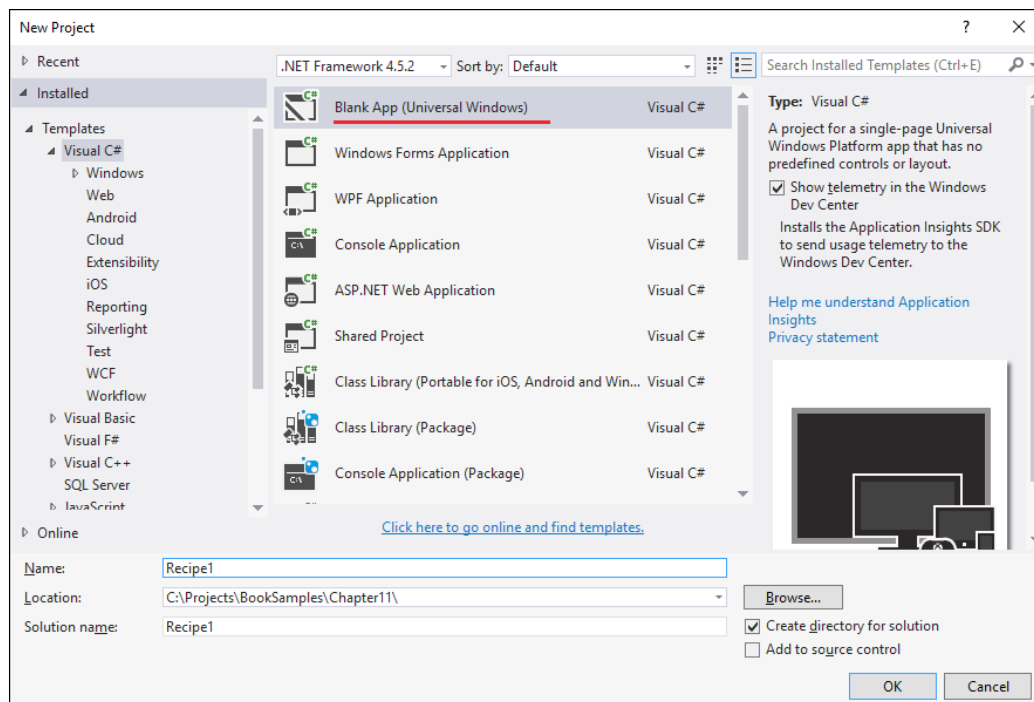 New Project
Recent
.NET Framework 4.5.2
Sort by:
Default
Search Installed Templates (Ctrl+E)
Installed
Templates
Visual C#
Windows
Web
Android
Cloud
Extensibility
iOS
Reporting
Silverlight
Test
WCF
Workflow
Visual Basic
Visual F#
Visual C++
SQL Server
JavaScript
Online
Blank App (Universal Windows) Visual C#
Windows Forms Application Visual C#
WPF Application Visual C#
Console Application Visual C#
ASP.NET Web Application Visual C#
Shared Project Visual C#
Class Library (Portable for iOS, Android and Win... Visual C#
Class Library (Package) Visual C#
Console Application (Package) Visual C#
Click here to go online and find templates.
Type: Visual C#
A project for a single-page Universal
Windows Platform app that has no
predefined controls or layout.
Show telemetry in the Windows
Dev Center
Installs the Application Insights SDK
to send usage telemetry to the
Windows Dev Center.
Help me understand Application
Insights
Privacy statement
Name: Recipe1
Location: C:\Projects\BookSamples\Chapter11\
Browse...
Solution name: Recipe1
Create directory for solution
Add to source control
OK
Cancel